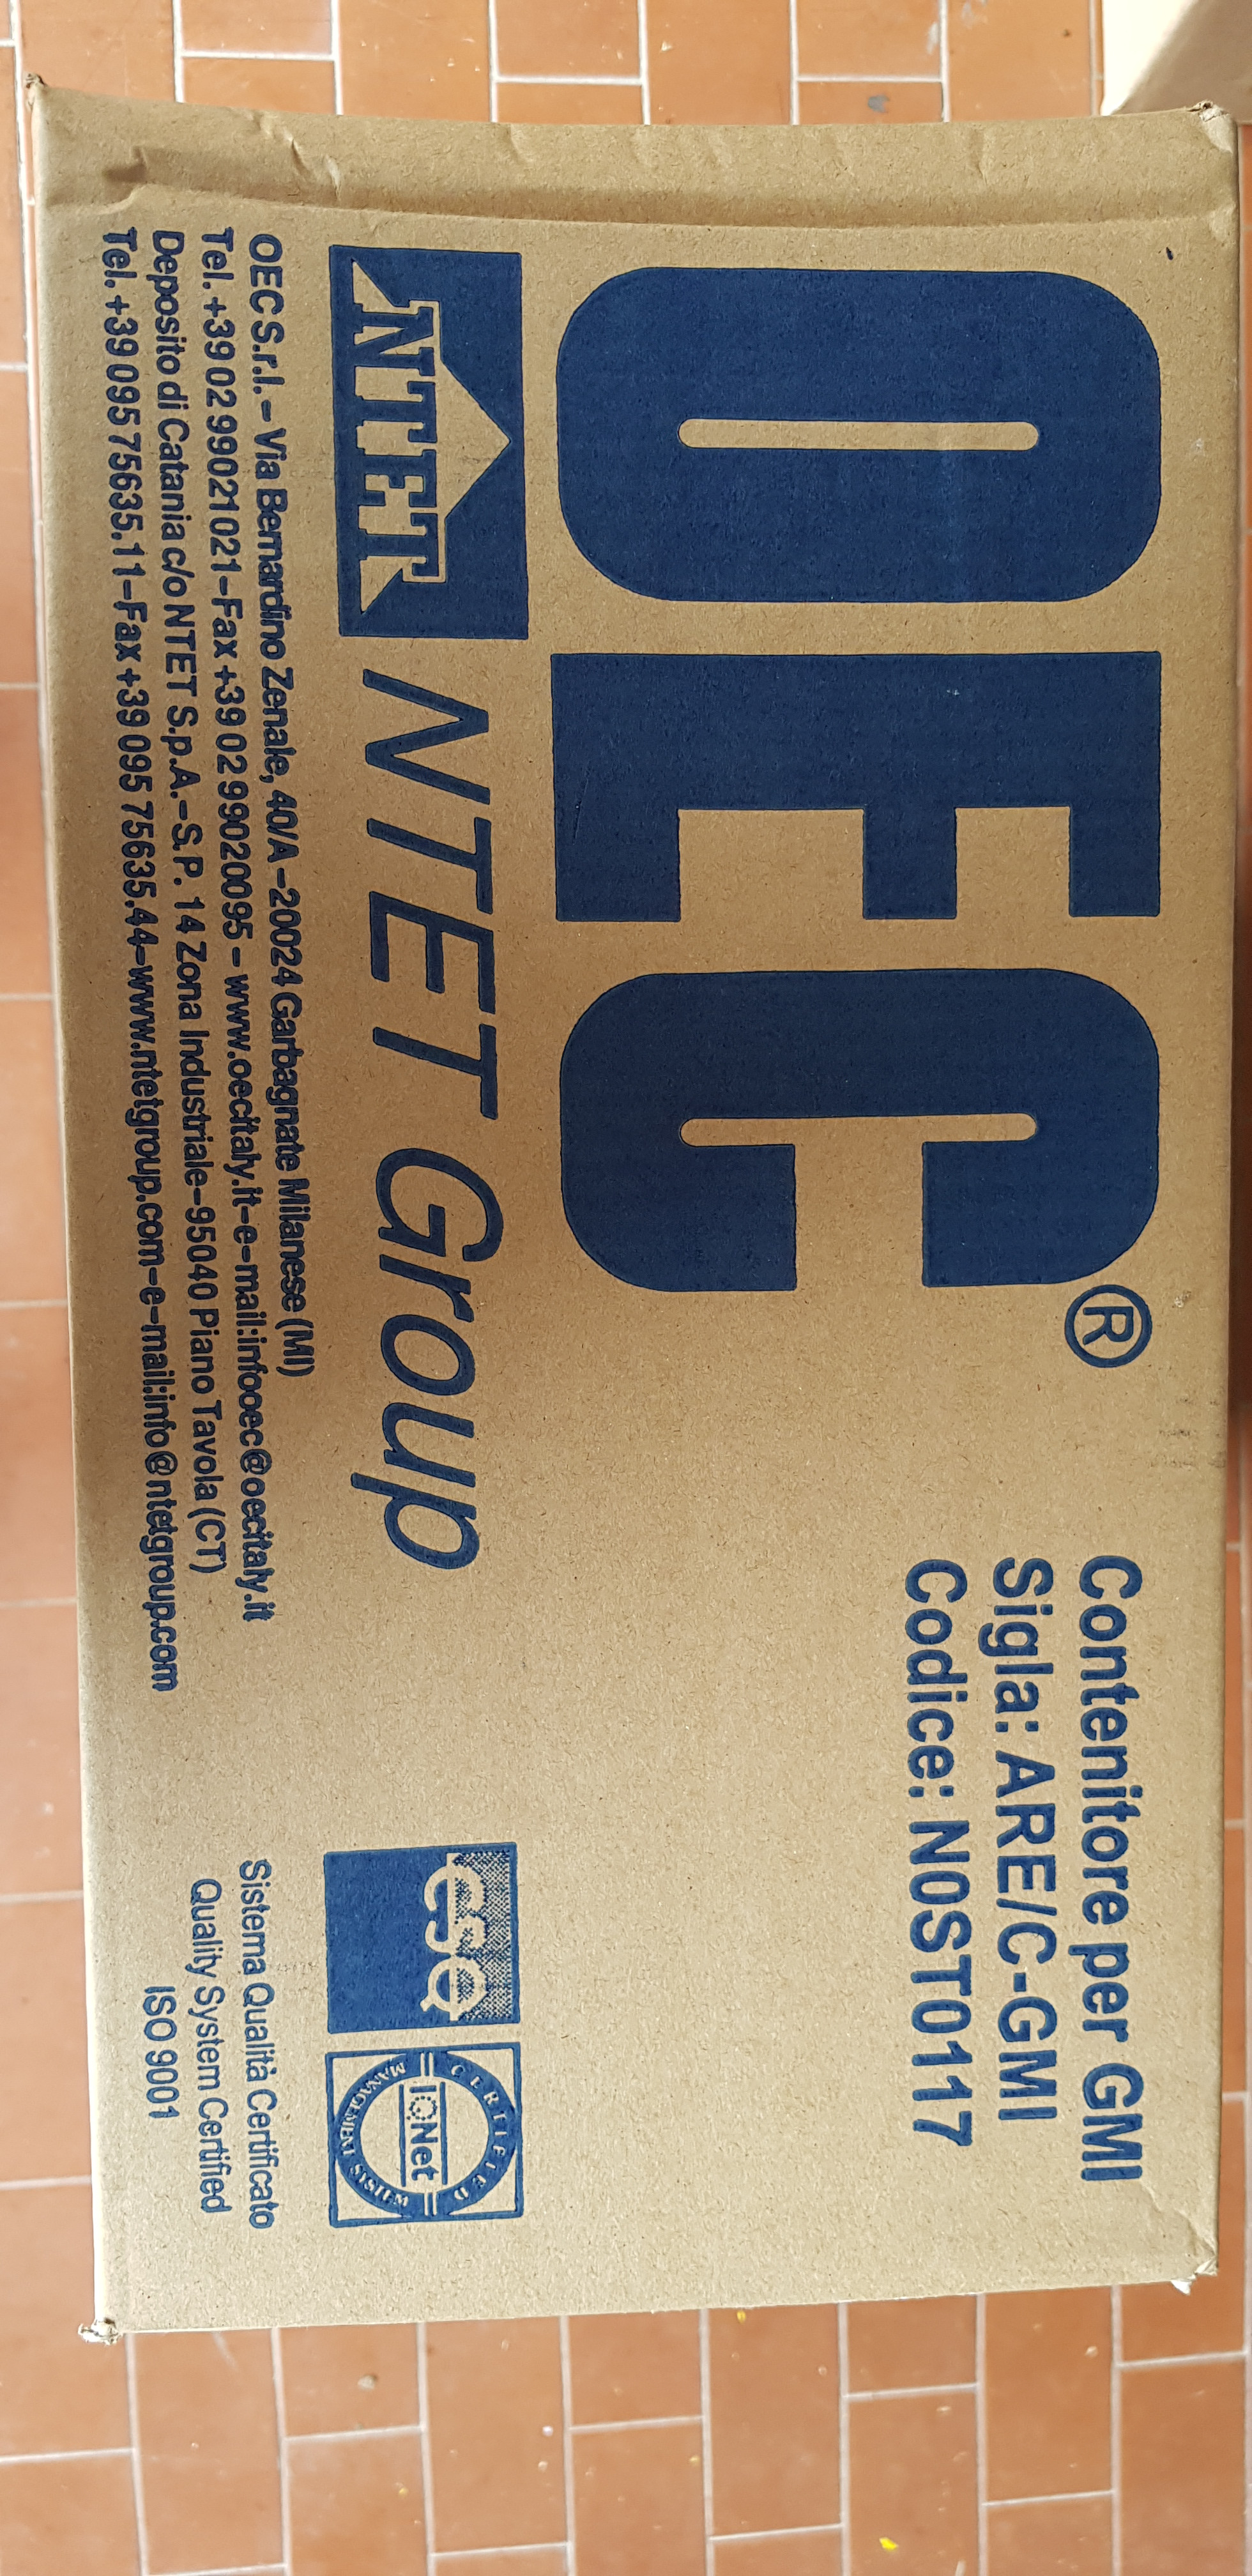 OEC®
Contenitore per GMI
Sigla: ARE/C-GMI
Codice: N0ST0117
NTET
NTET Group
OEC S.r.l. – Via Bernardino Zenale, 40/A – 20024 Garbagnate Milanese (MI)
Tel. +39 02 99021021 – Fax +39 02 99020095 – www.oecitaly.it – e-mail:infooec@oecitaly.it
Deposito di Catania c/o NTET S.p.A. – S.P. 14 Zona Industriale – 95040 Piano Tavola (CT)
Tel. +39 095 75635.11 – Fax +39 095 75635.44 – www.ntetgroup.com – e-mail:info@ntetgroup.com
csq
CERTIFIED
IQNet
MANAGEMENT SYSTEM
Sistema Qualità Certificato
Quality System Certified
ISO 9001